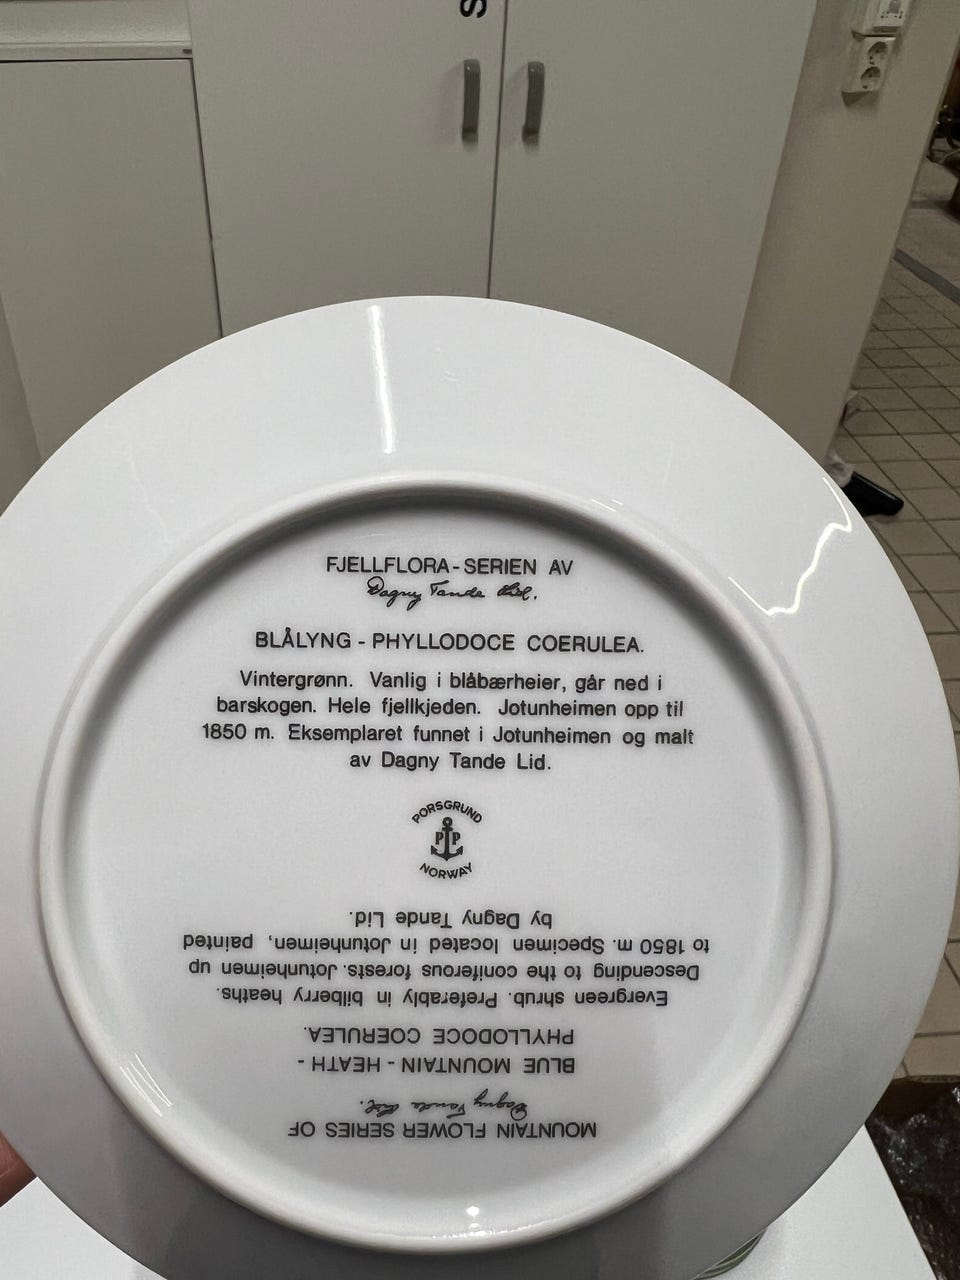 S
FJELLFLORA-SERIEN AV
Dagny Tande Lid.
BLÅLYNG - PHYLLODOCE COERULEA.
Vintergrønn. Vanlig i blåbærheier, går ned i
barskogen. Hele fjellkjeden. Jotunheimen opp til
1850 m. Eksemplaret funnet i Jotunheimen og malt
av Dagny Tande Lid.
PORSGRUND
PP
NORWAY
MOUNTAIN FLOWER SERIES OF
Dagny Tande Lid.
BLUE MOUNTAIN - HEATH -
PHYLLODOCE COERULEA.
Evergreen shrub. Preferably in bilberry heaths.
Descending to the coniferous forests. Jotunheimen up
to 1850 m. Specimen located in Jotunheimen, painted
by Dagny Tande Lid.